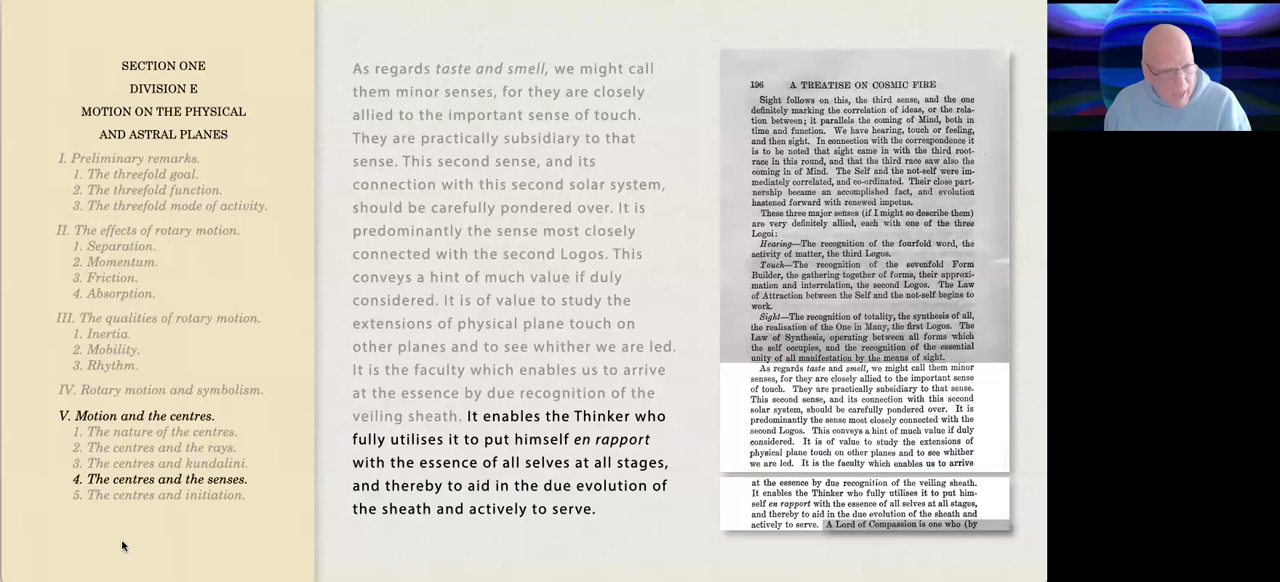 SECTION ONE
DIVISION E
MOTION ON THE PHYSICAL
AND ASTRAL PLANES
I. Preliminary remarks.
1. The threefold goal.
2. The threefold function.
3. The threefold mode of activity.
II. The effects of rotary motion.
1. Separation.
2. Momentum.
3. Friction.
4. Absorption.
III. The qualities of rotary motion.
1. Inertia.
2. Mobility.
3. Rhythm.
IV. Rotary motion and symbolism.
V. Motion and the centres.
1. The nature of the centres.
2. The centres and the rays.
3. The centres and kundalini.
4. The centres and the senses.
5. The centres and initiation.
As regards taste and smell, we might call
them minor senses, for they are closely
allied to the important sense of touch.
They are practically subsidiary to that
sense. This second sense, and its
connection with this second solar system,
should be carefully pondered over. It is
predominantly the sense most closely
connected with the second Logos. This
conveys a hint of much value if duly
considered. It is of value to study the
extensions of physical plane touch on
other planes and to see whither we are led.
It is the faculty which enables us to arrive
at the essence by due recognition of the
veiling sheath. It enables the Thinker who
fully utilises it to put himself en rapport
with the essence of all selves at all stages,
and thereby to aid in the due evolution of
the sheath and actively to serve.
196 A TREATISE ON COSMIC FIRE
Sight follows on this, the third sense, and the one
definitely marking the correlation of ideas, or the rela-
tion between; it parallels the coming of Mind, both in
time and function. We have hearing, touch or feeling,
and then sight. In connection with the correspondence it
is to be noted that sight came in with the third root-
race in this round, and that the third race saw also the
coming in of Mind. The Self and the not-self were im-
mediately correlated, and co-ordinated. Their close part-
nership became an accomplished fact, and evolution
hastened forward with renewed impetus.
These three major senses (if I might so describe them)
are very definitely allied, each with one of the three
Logoi:
Hearing—The recognition of the fourfold word, the
activity of matter, the third Logos.
Touch—The recognition of the sevenfold Form
Builder, the gathering together of forms, their approxi-
mation and interrelation, the second Logos. The Law
of Attraction between the Self and the not-self begins to
work.
Sight—The recognition of totality, the synthesis of all,
the realisation of the One in Many, the first Logos. The
Law of Synthesis, operating between all forms which
the self occupies, and the recognition of the essential
unity of all manifestation by the means of sight.
As regards taste and smell, we might call them minor
senses, for they are closely allied to the important sense
of touch. They are practically subsidiary to that sense.
This second sense, and its connection with this second
solar system, should be carefully pondered over. It is
predominantly the sense most closely connected with the
second Logos. This conveys a hint of much value if duly
considered. It is of value to study the extensions of
physical plane touch on other planes and to see whither
we are led. It is the faculty which enables us to arrive
at the essence by due recognition of the veiling sheath.
It enables the Thinker who fully utilises it to put him-
self en rapport with the essence of all selves at all stages,
and thereby to aid in the due evolution of the sheath and
actively to serve. A Lord of Compassion is one who (by